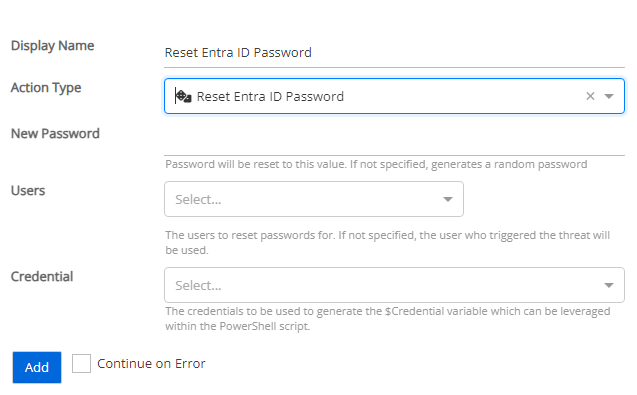 Display Name
Reset Entra ID Password
Action Type
Reset Entra ID Password
New Password
Password will be reset to this value. If not specified, generates a random password
Users
Select...
The users to reset passwords for. If not specified, the user who triggered the threat will
be used.
Credential
Select...
The credentials to be used to generate the $Credential variable which can be leveraged
within the PowerShell script.
Add
Continue on Error